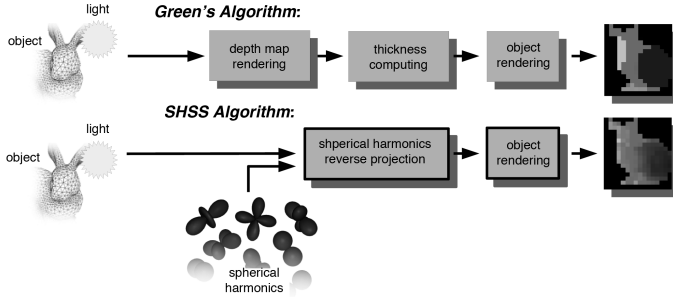 Green's Algorithm:
light
object
depth map
rendering
thickness
computing
object
rendering
SHSS Algorithm:
light
object
shperical harmonics
reverse projection
object
rendering
spherical
harmonics